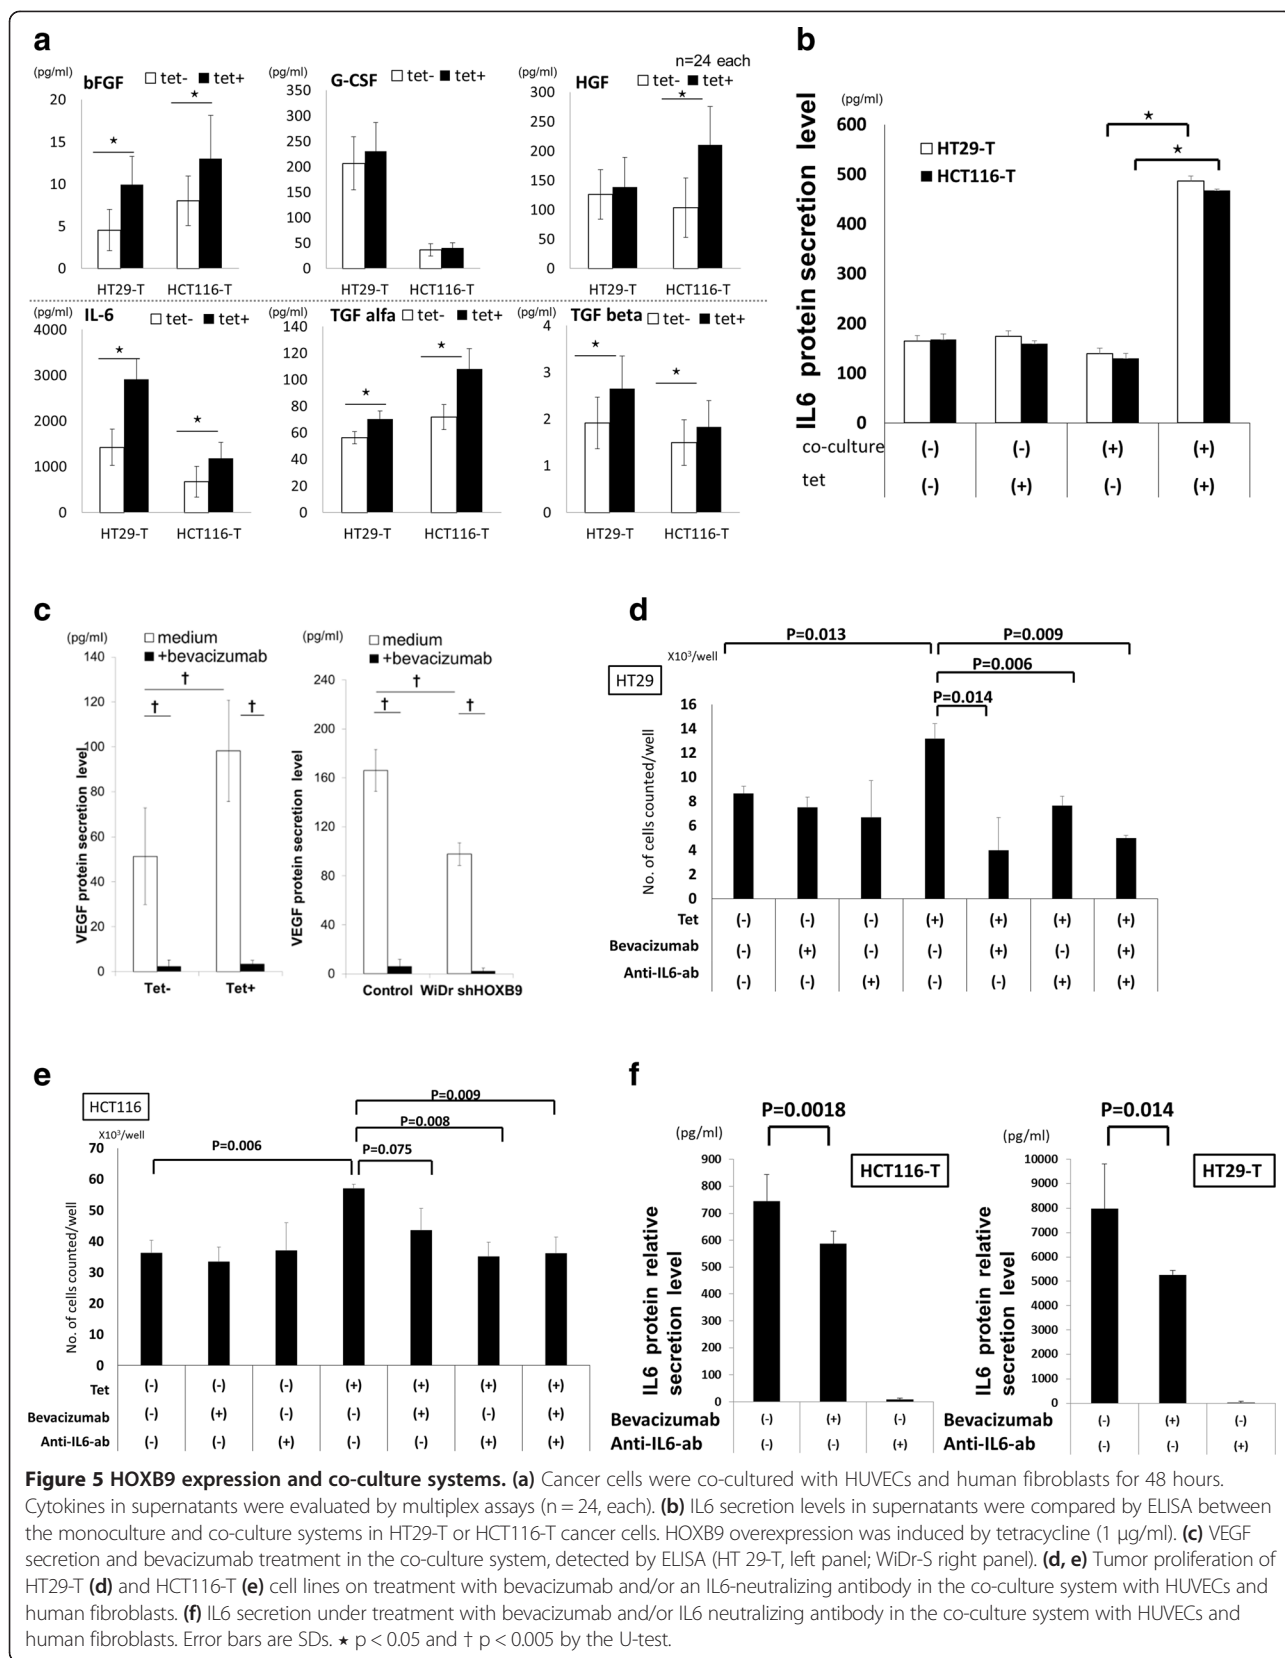 a
n=24 each
(pg/ml) bFGF tet- tet+
20
15
10
5
0
HT29-T HCT116-T
(pg/ml) G-CSF tet- tet+
350
300
250
200
150
100
50
0
HT29-T HCT116-T
(pg/ml) HGF tet- tet+
300
250
200
150
100
50
0
HT29-T HCT116-T
(pg/ml) IL-6 tet- tet+
4000
3000
2000
1000
0
HT29-T HCT116-T
(pg/ml) TGF alfa tet- tet+
140
120
100
80
60
40
20
0
HT29-T HCT116-T
(pg/ml) TGF beta tet- tet+
4
3
2
1
0
HT29-T HCT116-T
b
(pg/ml)
IL6 protein secretion level
600
500
400
300
200
100
0
HT29-T
HCT116-T
co-culture (-) (-) (+) (+)
tet (-) (+) (-) (+)
c
(pg/ml)
medium
+bevacizumab
VEGF protein secretion level
140
120
100
80
60
40
20
0
† † †
Tet- Tet+
(pg/ml)
medium
+bevacizumab
VEGF protein secretion level
240
200
160
120
80
40
0
† † †
Control WiDr shHOXB9
d
HT29
X10³/well
No. of cells counted/well
P=0.013 P=0.009
P=0.006
P=0.014
16
14
12
10
8
6
4
2
0
Tet (-) (-) (-) (+) (+) (+) (+)
Bevacizumab (-) (+) (-) (-) (+) (-) (+)
Anti-IL6-ab (-) (-) (+) (-) (-) (+) (+)
e
HCT116
X10³/well
No. of cells counted/well
P=0.009
P=0.008
P=0.006 P=0.075
70
60
50
40
30
20
10
0
Tet (-) (-) (-) (+) (+) (+) (+)
Bevacizumab (-) (+) (-) (-) (+) (-) (+)
Anti-IL6-ab (-) (-) (+) (-) (-) (+) (+)
f
P=0.0018
(pg/ml)
HCT116-T
IL6 protein relative
secretion level
900
800
700
600
500
400
300
200
100
0
Bevacizumab (-) (+) (-)
Anti-IL6-ab (-) (-) (+)
P=0.014
(pg/ml)
HT29-T
IL6 protein relative
secretion level
10000
9000
8000
7000
6000
5000
4000
3000
2000
1000
0
Bevacizumab (-) (+) (-)
Anti-IL6-ab (-) (-) (+)
Figure 5 HOXB9 expression and co-culture systems. (a) Cancer cells were co-cultured with HUVECs and human fibroblasts for 48 hours.
Cytokines in supernatants were evaluated by multiplex assays (n = 24, each). (b) IL6 secretion levels in supernatants were compared by ELISA between
the monoculture and co-culture systems in HT29-T or HCT116-T cancer cells. HOXB9 overexpression was induced by tetracycline (1 μg/ml). (c) VEGF
secretion and bevacizumab treatment in the co-culture system, detected by ELISA (HT 29-T, left panel; WiDr-S right panel). (d, e) Tumor proliferation of
HT29-T (d) and HCT116-T (e) cell lines on treatment with bevacizumab and/or an IL6-neutralizing antibody in the co-culture system with HUVECs and
human fibroblasts. (f) IL6 secretion under treatment with bevacizumab and/or IL6 neutralizing antibody in the co-culture system with HUVECs and
human fibroblasts. Error bars are SDs. ★ p < 0.05 and † p < 0.005 by the U-test.